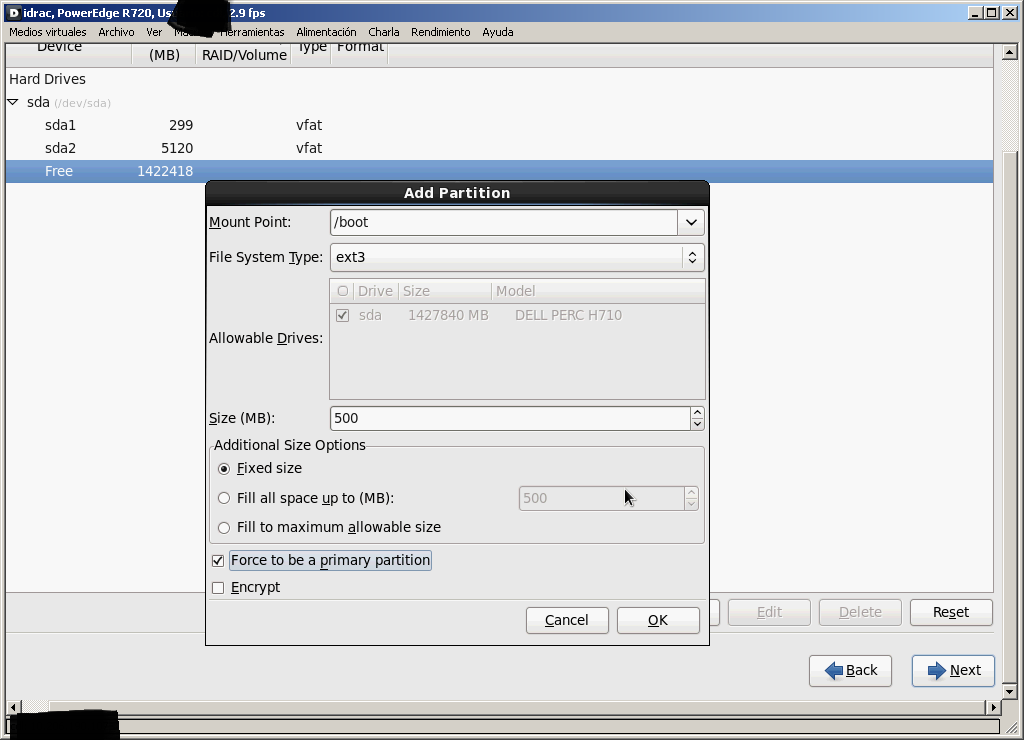 idrac, PowerEdge R720, 2.9 fps
Medios virtuales Archivo Ver Herramientas Alimentación Charla Rendimiento Ayuda
Device (MB) RAID/Volume Type Format
Hard Drives
sda (/dev/sda)
sda1 299 vfat
sda2 5120 vfat
Free 1422418
Add Partition
Mount Point: /boot
File System Type: ext3
Allowable Drives:
O Drive Size Model
sda 1427840 MB DELL PERC H710
Size (MB): 500
Additional Size Options
Fixed size
Fill all space up to (MB): 500
Fill to maximum allowable size
Force to be a primary partition
Encrypt
Cancel OK
Edit Delete Reset
Back Next